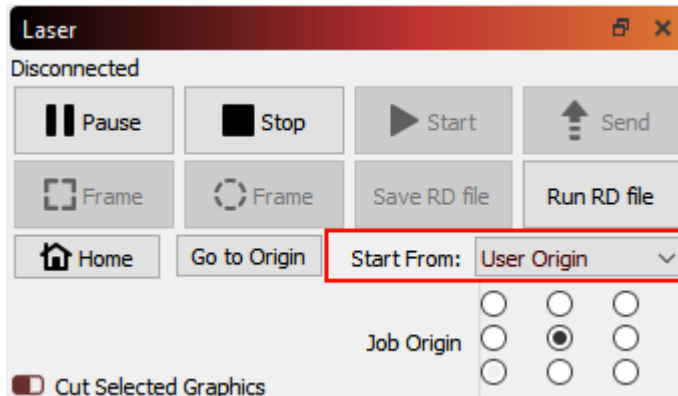 Laser
Disconnected
Pause Stop Start Send
Frame Frame Save RD file Run RD file
Home Go to Origin Start From: User Origin
Job Origin
Cut Selected Graphics